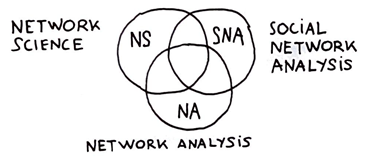 NETWORK
SCIENCE
NS
SNA
SOCIAL
NETWORK
ANALYSIS
NA
NETWORK ANALYSIS